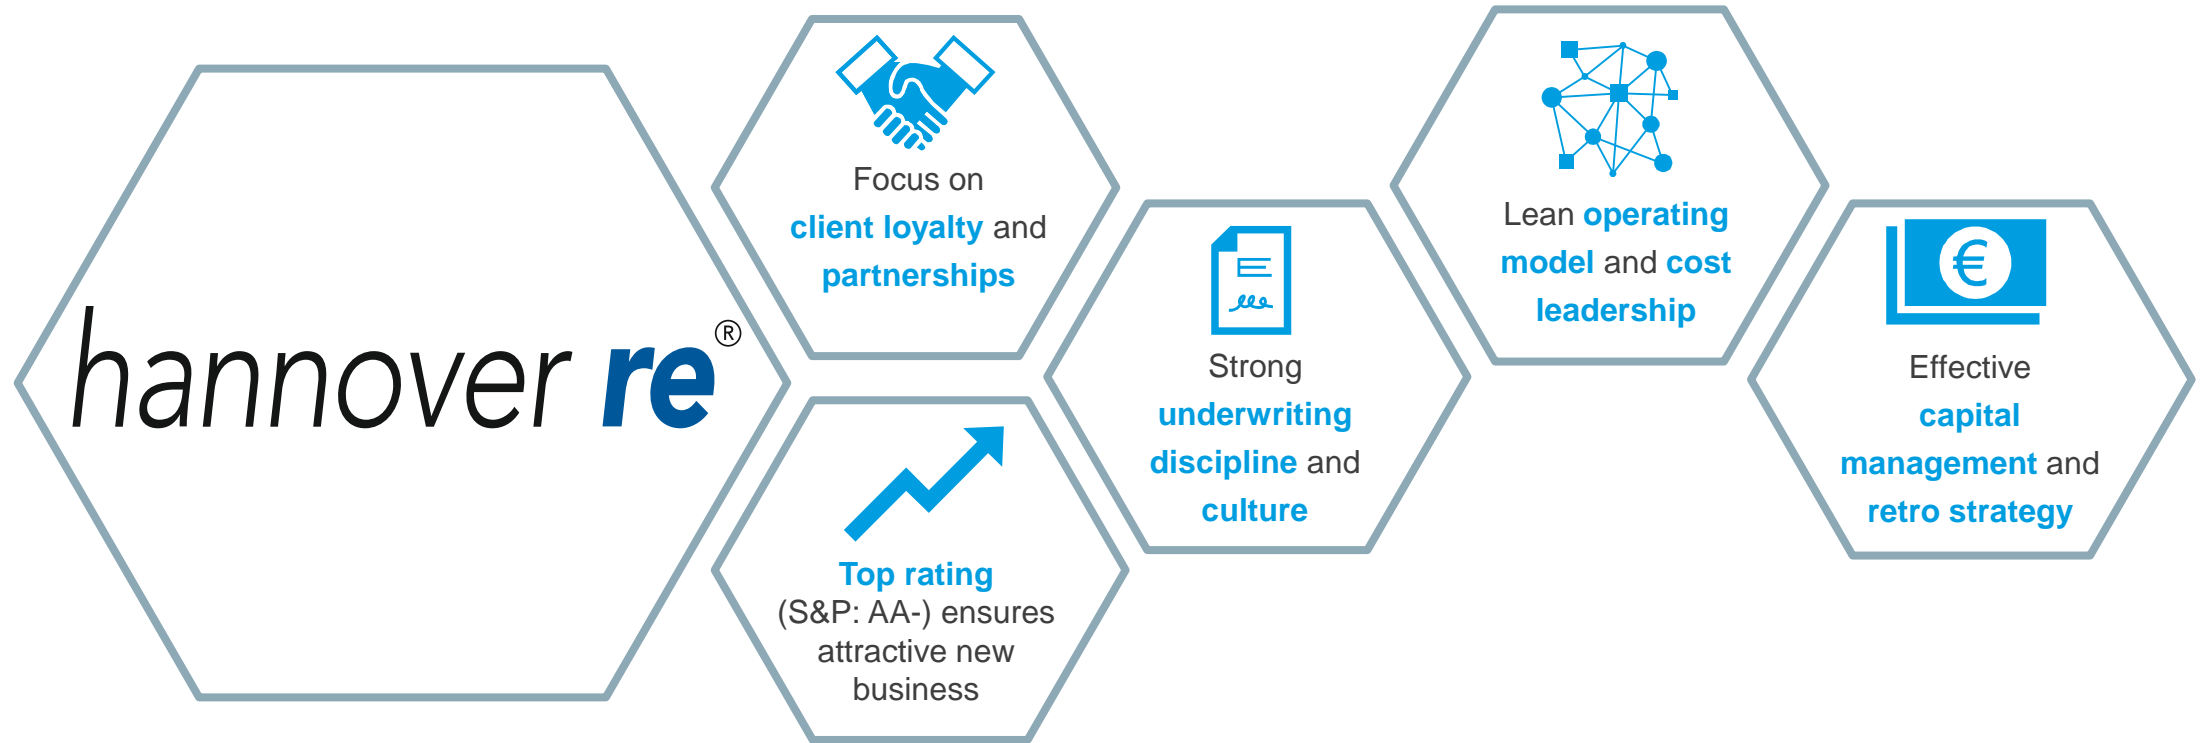 hannover re®
Focus on
client loyalty and
partnerships
Top rating
(S&P: AA-) ensures
attractive new
business
Strong
underwriting
discipline and
culture
Lean operating
model and cost
leadership
€
Effective
capital
management and
retro strategy